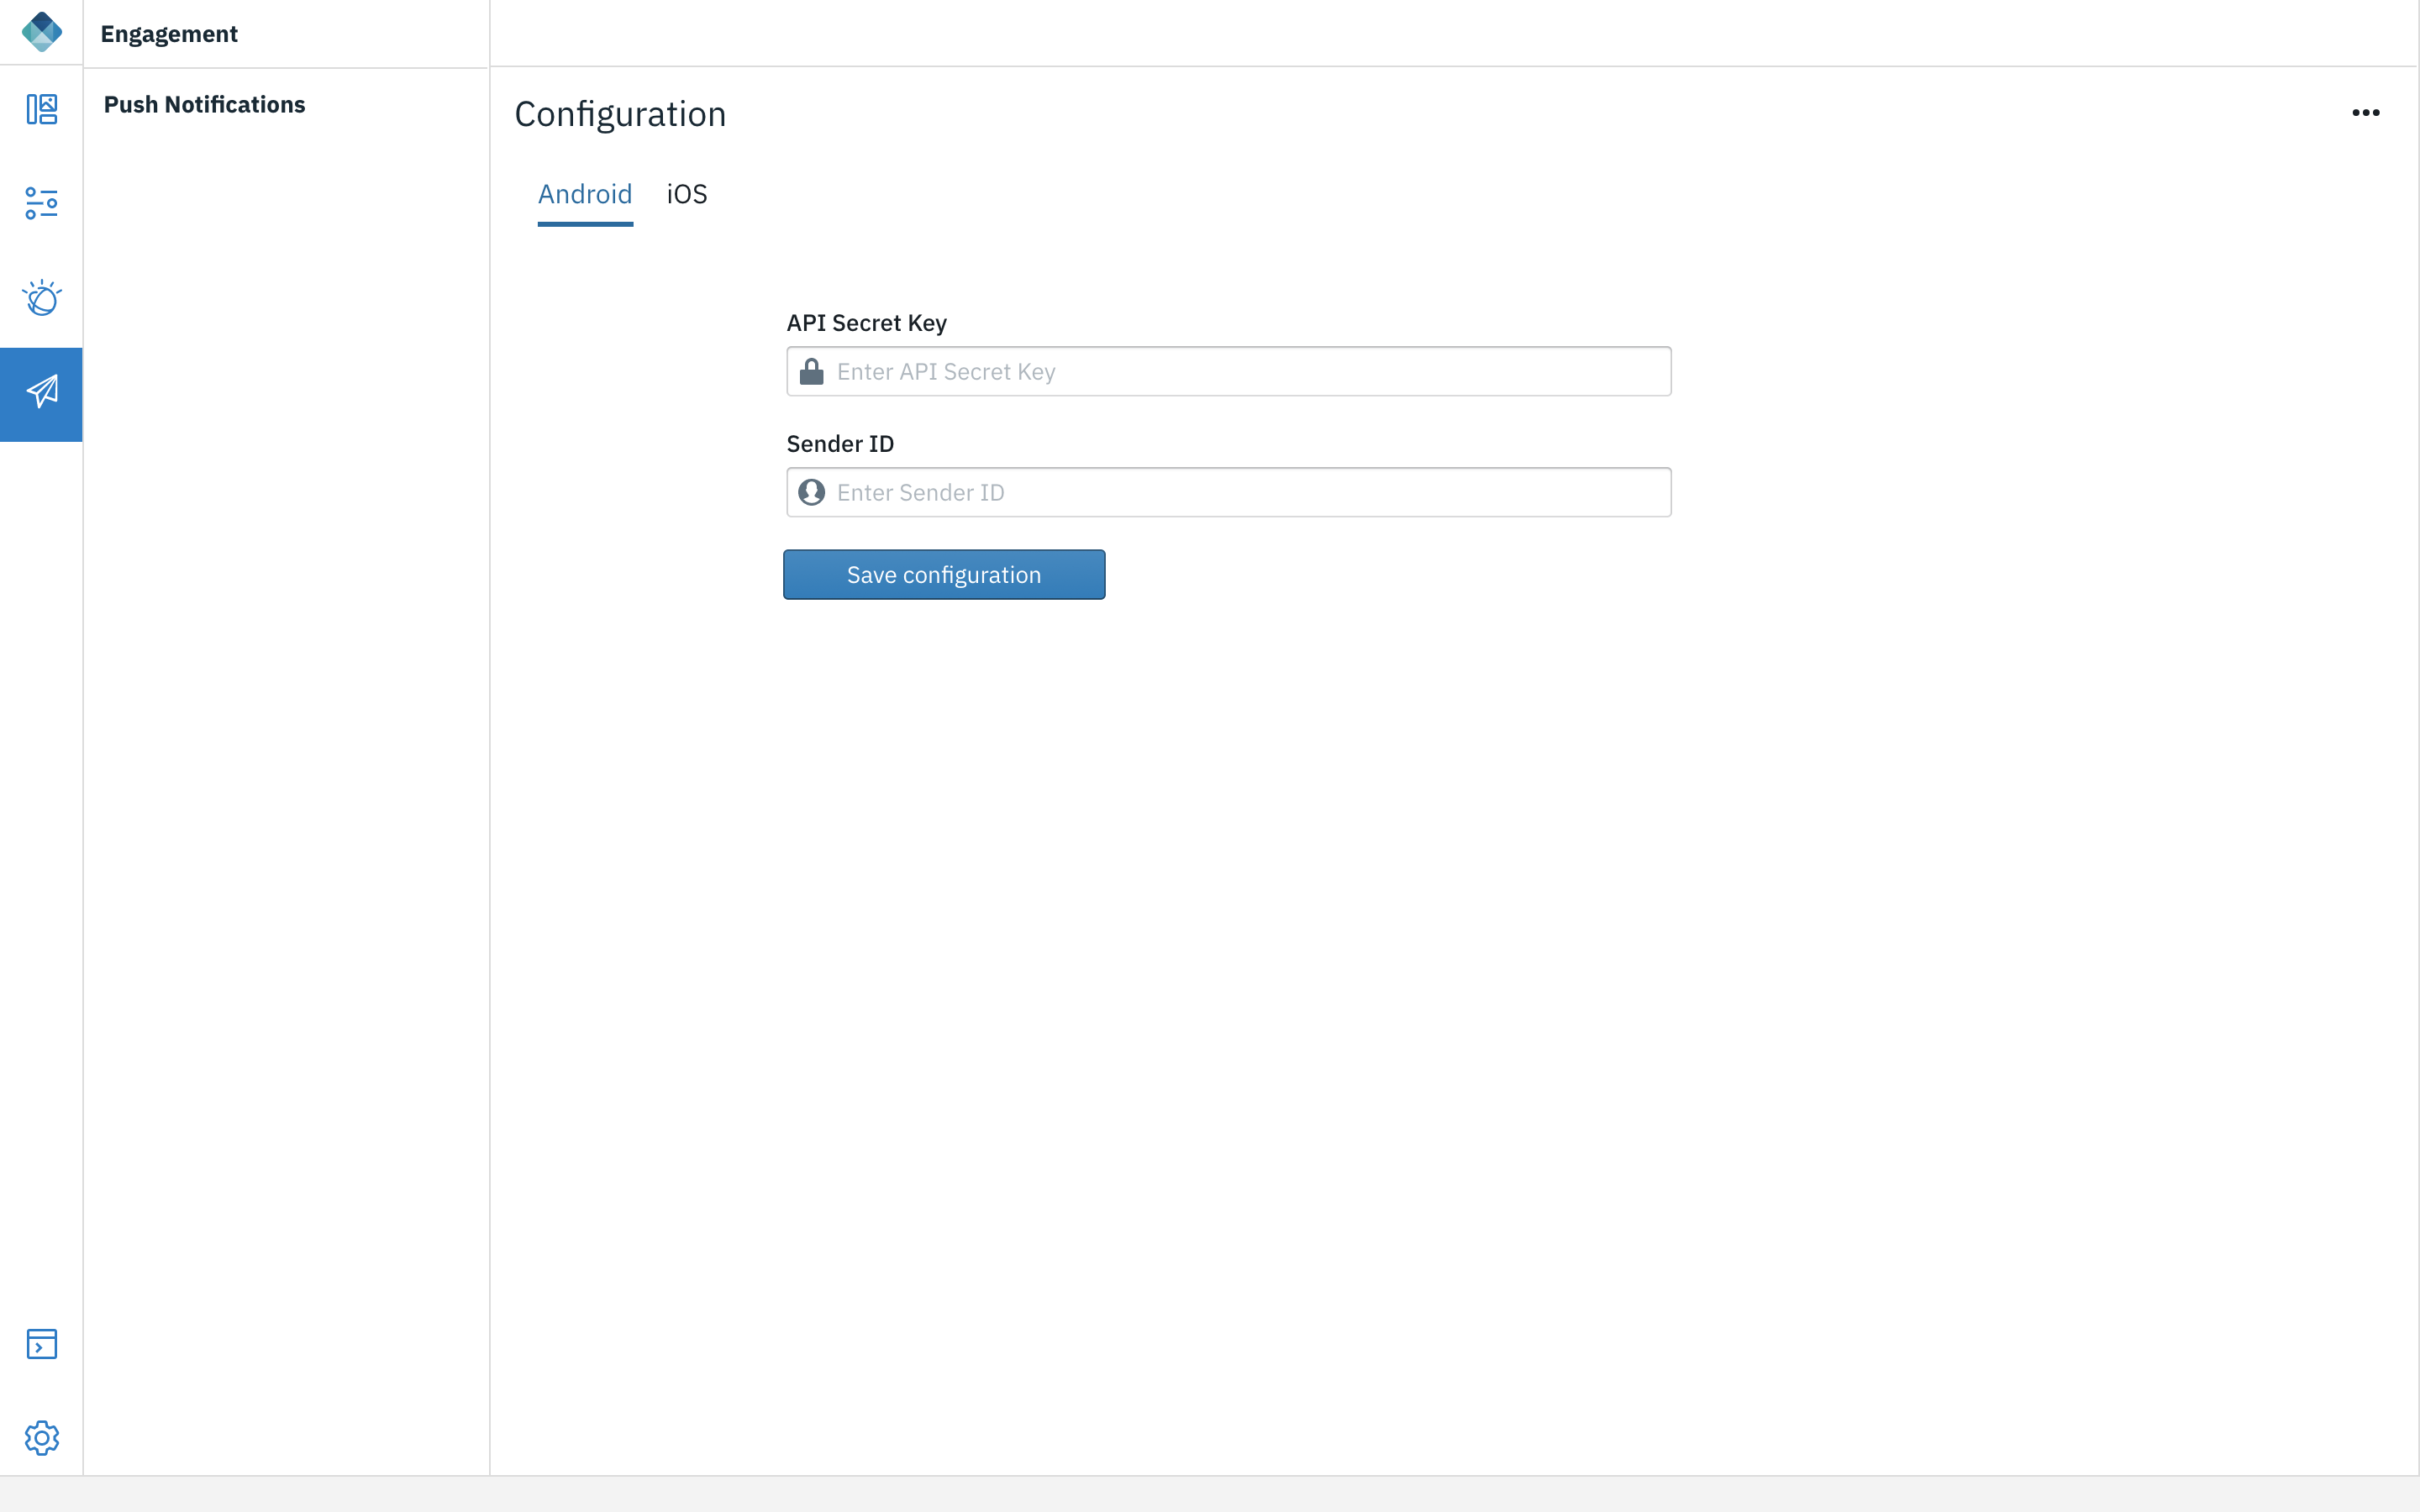 Engagement
Push Notifications
Configuration
Android iOS
API Secret Key
Enter API Secret Key
Sender ID
Enter Sender ID
Save configuration